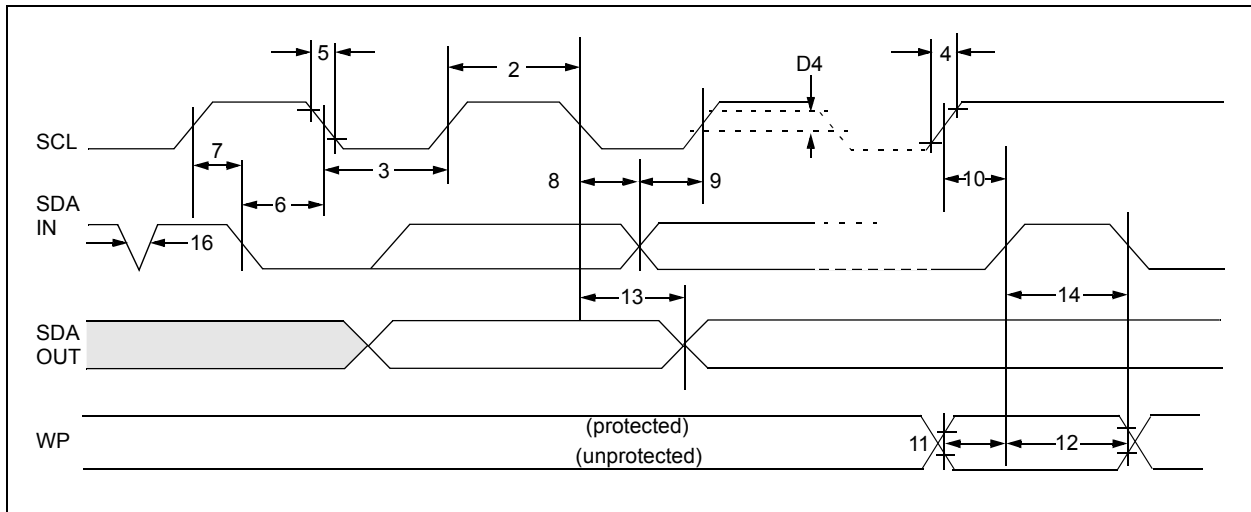 5
2
D4
4
SCL
7
3
8
9
10
6
SDA
IN
16
13
14
SDA
OUT
(protected)
WP
11
12
(unprotected)